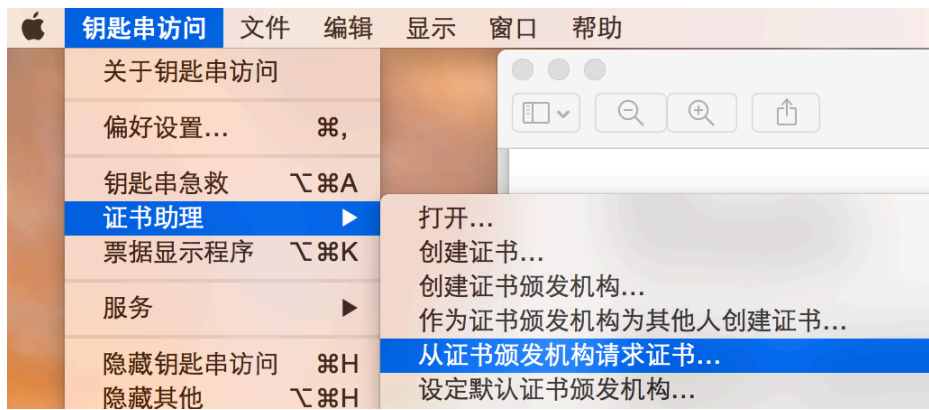 钥匙串访问 文件 编辑 显示 窗口 帮助
关于钥匙串访问
偏好设置... ⌘,
钥匙串急救 ⌥⌘A
证书助理 ▶
票据显示程序 ⌥⌘K
服务 ▶
隐藏钥匙串访问 ⌘H
隐藏其他 ⌥⌘H
打开...
创建证书...
创建证书颁发机构...
作为证书颁发机构为其他人创建证书...
从证书颁发机构请求证书...
设定默认证书颁发机构...